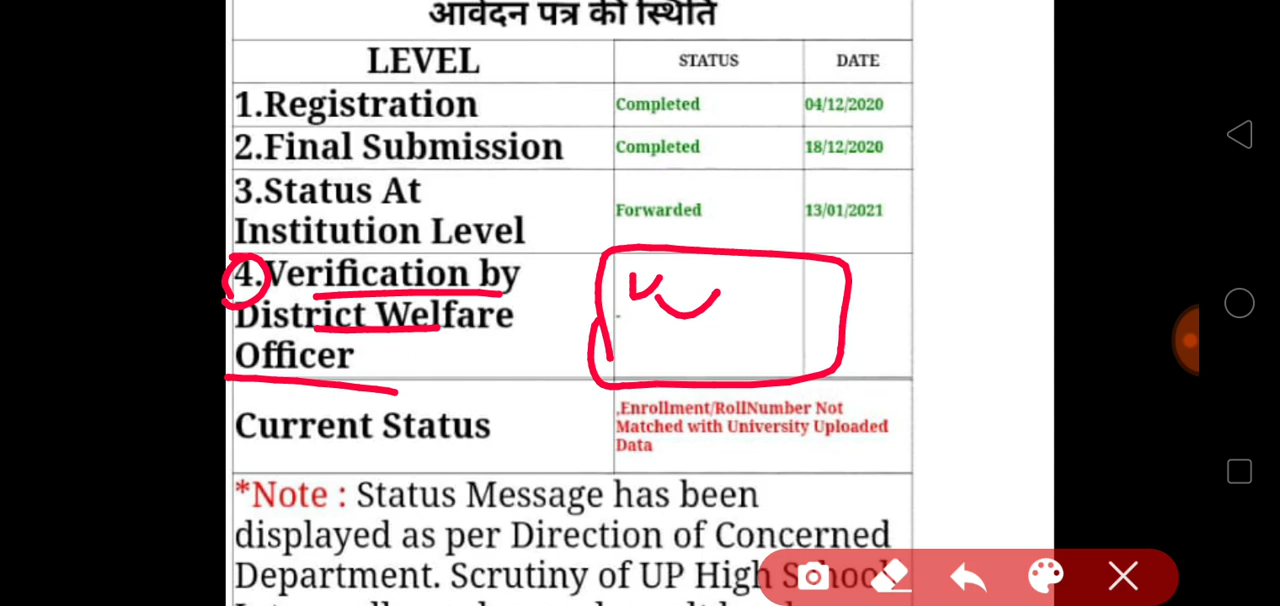 आवेदन पत्र की स्थिति
LEVEL STATUS DATE
1.Registration Completed 04/12/2020
2.Final Submission Completed 18/12/2020
3.Status At
Institution Level Forwarded 13/01/2021
4.Verification by
District Welfare
Officer
-
Current Status
,Enrollment/RollNumber Not
Matched with University Uploaded
Data
*Note : Status Message has been
displayed as per Direction of Concerned
Department. Scrutiny of UP High School